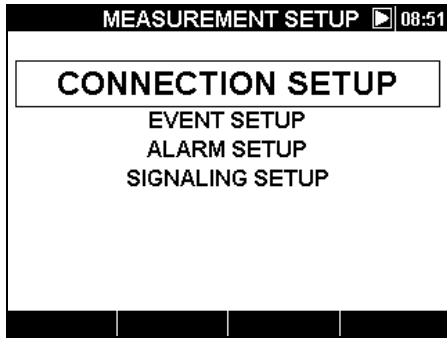 MEASUREMENT SETUP 08:51
CONNECTION SETUP
EVENT SETUP
ALARM SETUP
SIGNALING SETUP